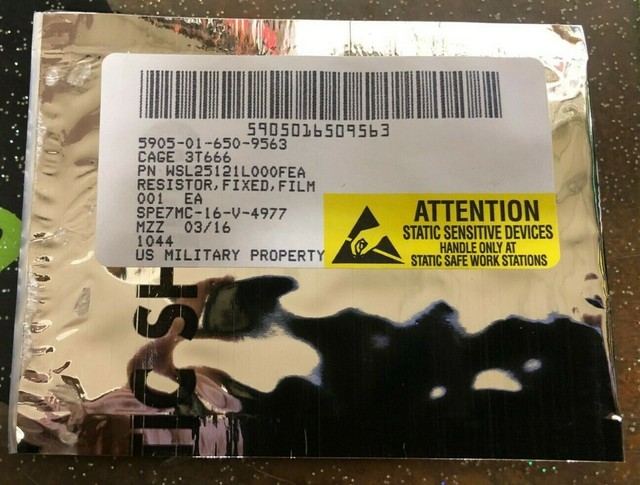 5905016509563
5905-01-650-9563
CAGE 3T666
PN WSL25121L000FEA
RESISTOR,FIXED,FILM
001 EA
SPE7MC-16-V-4977
MZZ 03/16
1044
US MILITARY PROPERTY
ATTENTION
STATIC SENSITIVE DEVICES
HANDLE ONLY AT
STATIC SAFE WORK STATIONS